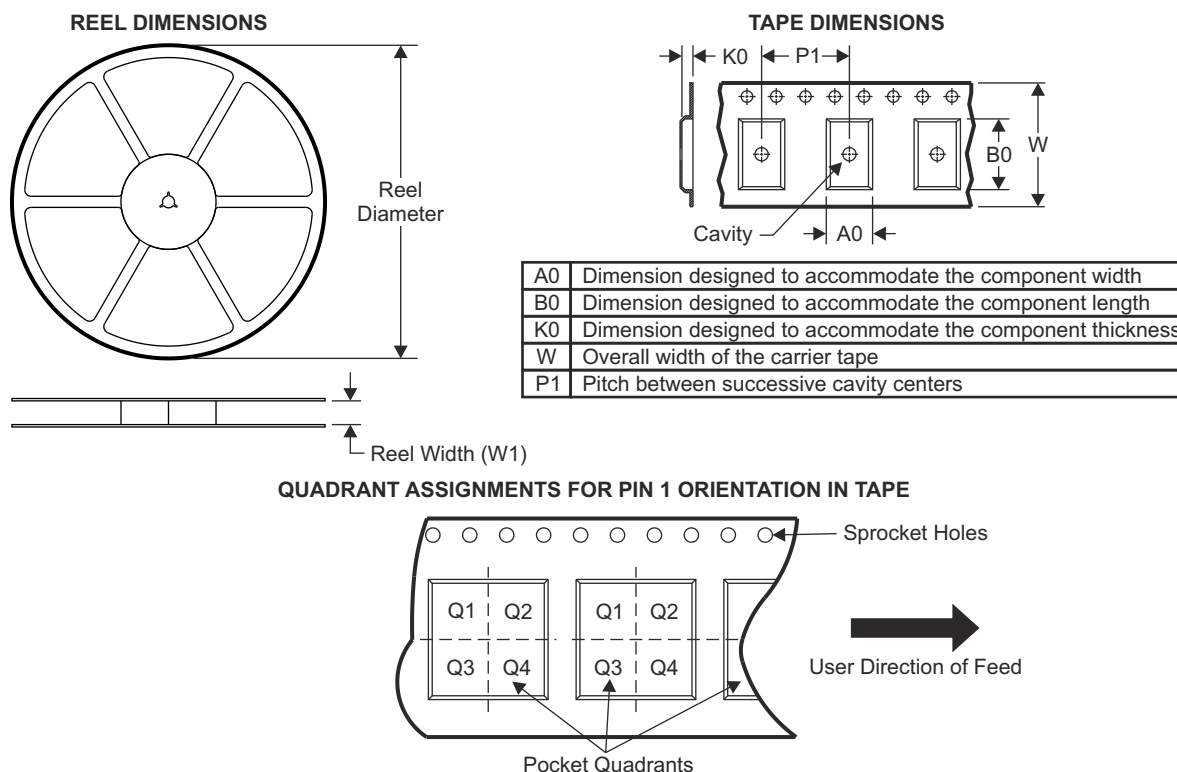 REEL DIMENSIONS
Reel
Diameter
Reel Width (W1)
TAPE DIMENSIONS
K0
P1
B0
W
Cavity
A0
A0 Dimension designed to accommodate the component width
B0 Dimension designed to accommodate the component length
K0 Dimension designed to accommodate the component thickness
W Overall width of the carrier tape
P1 Pitch between successive cavity centers
QUADRANT ASSIGNMENTS FOR PIN 1 ORIENTATION IN TAPE
Sprocket Holes
Q1 Q2 Q1 Q2
Q3 Q4 Q3 Q4
User Direction of Feed
Pocket Quadrants